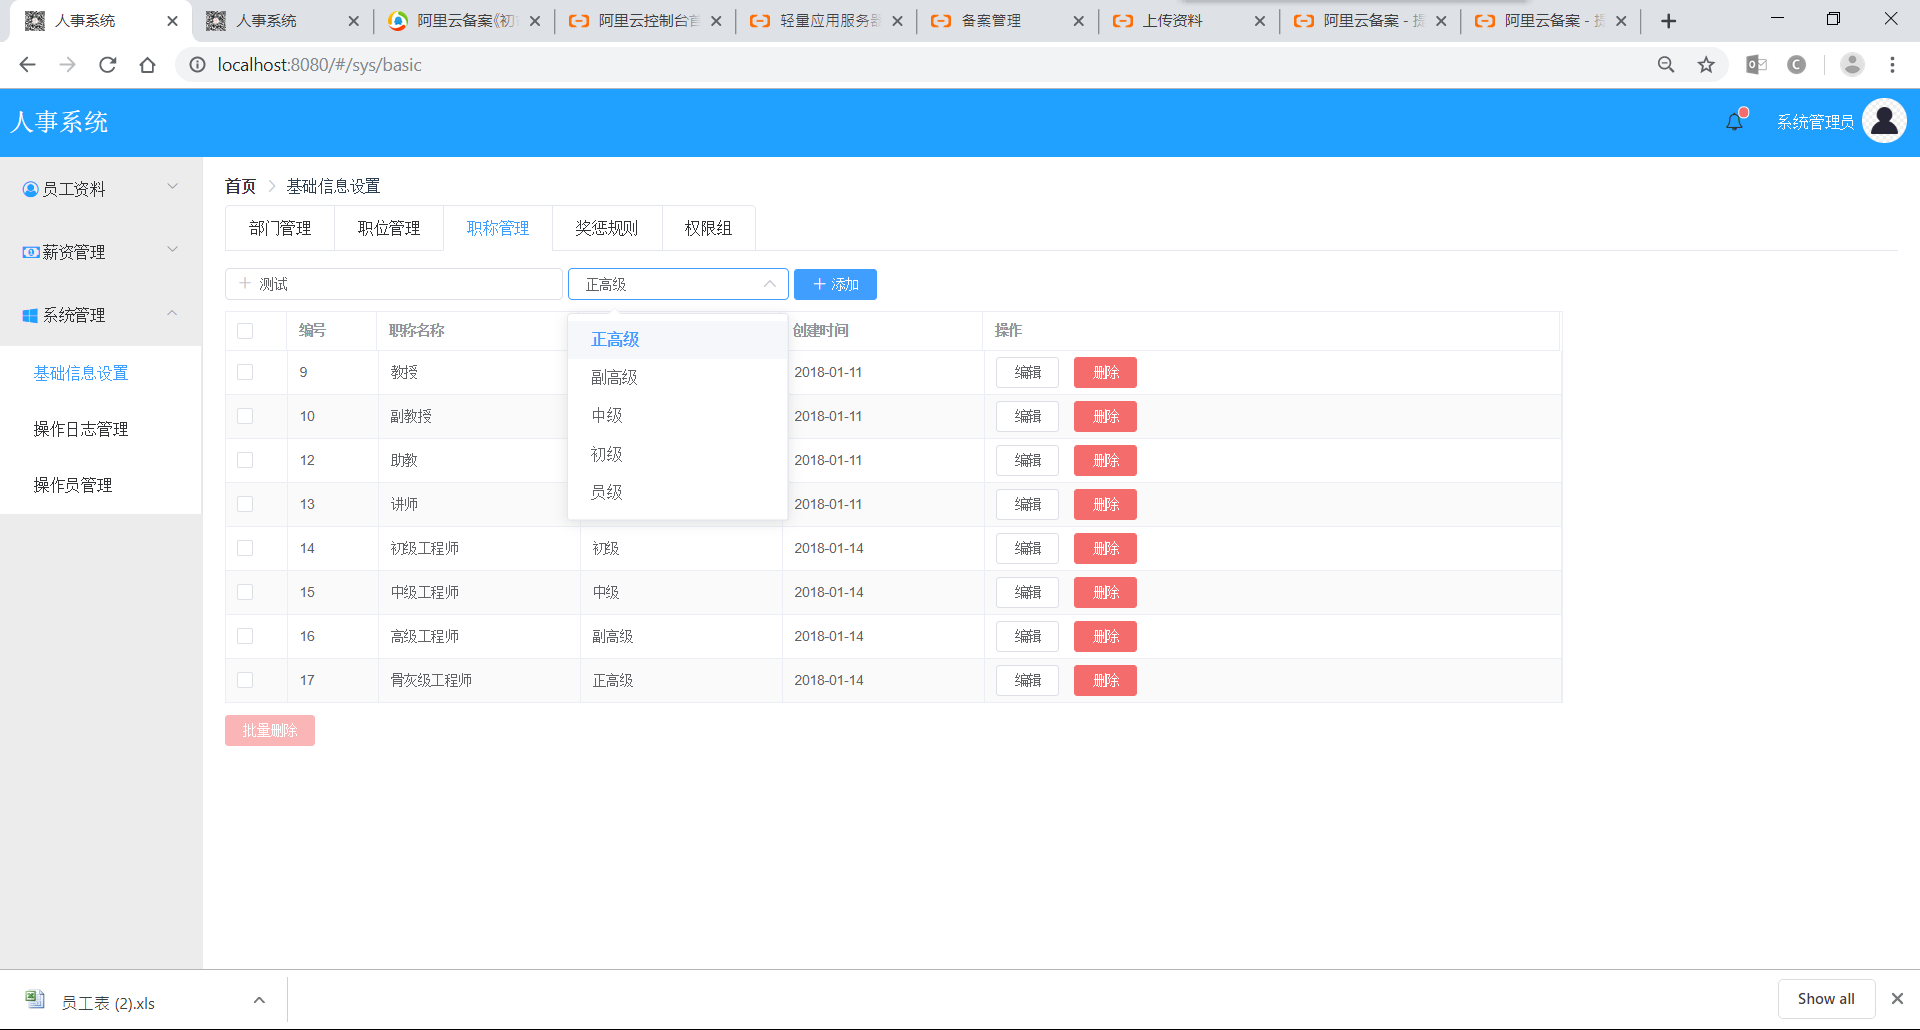 人事系统
人事系统
阿里云备案《初
阿里云控制台首
轻量应用服务器
备案管理
上传资料
阿里云备案 - 提
阿里云备案 - 提
localhost:8080/#/sys/basic
人事系统
系统管理员
员工资料
薪资管理
系统管理
基础信息设置
操作日志管理
操作员管理
首页 基础信息设置
部门管理 职位管理 职称管理 奖惩规则 权限组
测试 正高级 添加
编号 职称名称 创建时间 操作
正高级
副高级
中级
初级
员级
9 教授 2018-01-11 编辑 删除
10 副教授 2018-01-11 编辑 删除
12 助教 2018-01-11 编辑 删除
13 讲师 2018-01-11 编辑 删除
14 初级工程师 初级 2018-01-14 编辑 删除
15 中级工程师 中级 2018-01-14 编辑 删除
16 高级工程师 副高级 2018-01-14 编辑 删除
17 骨灰级工程师 正高级 2018-01-14 编辑 删除
批量删除
员工表 (2).xls
Show all